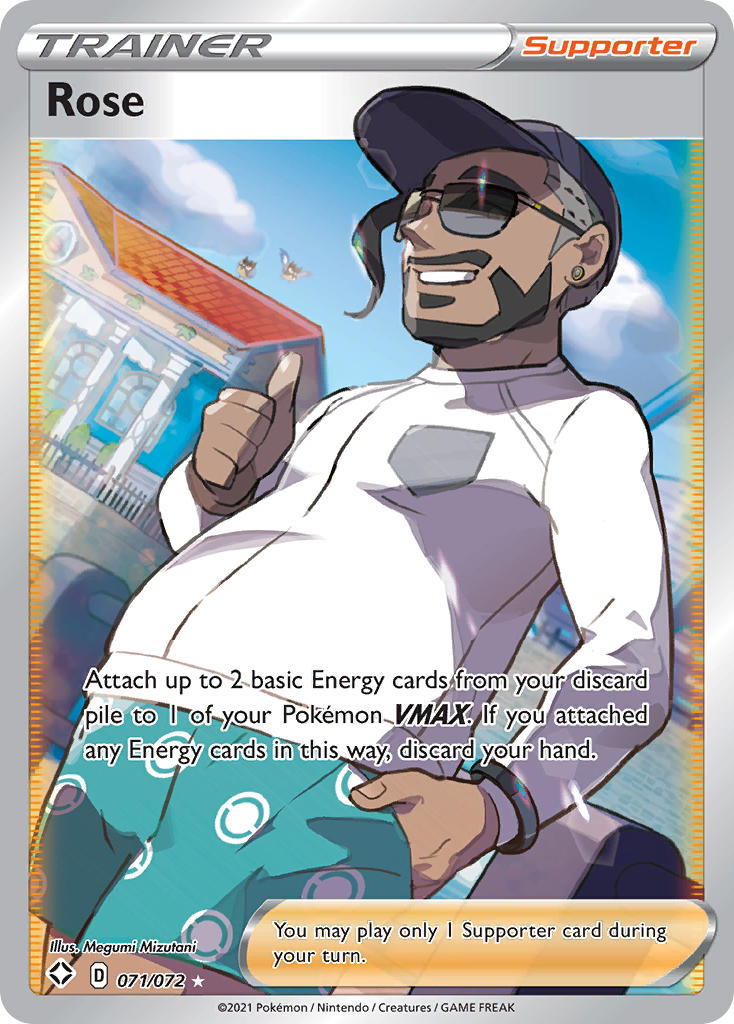 TRAINER
Supporter
Rose
Attach up to 2 basic Energy cards from your discard
pile to 1 of your Pokémon VMAX. If you attached
any Energy cards in this way, discard your hand.
You may play only 1 Supporter card during
your turn.
Illus. Megumi Mizutani
D 071/072 ★
©2021 Pokémon / Nintendo / Creatures / GAME FREAK